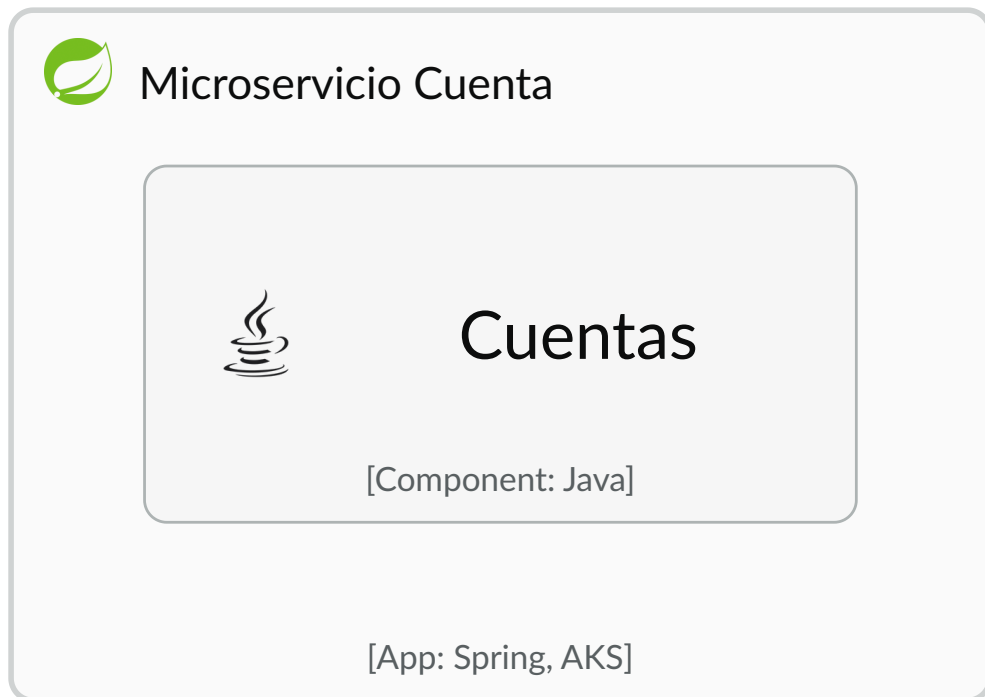 Microservicio Cuenta
Cuentas
[Component: Java]
[App: Spring, AKS]